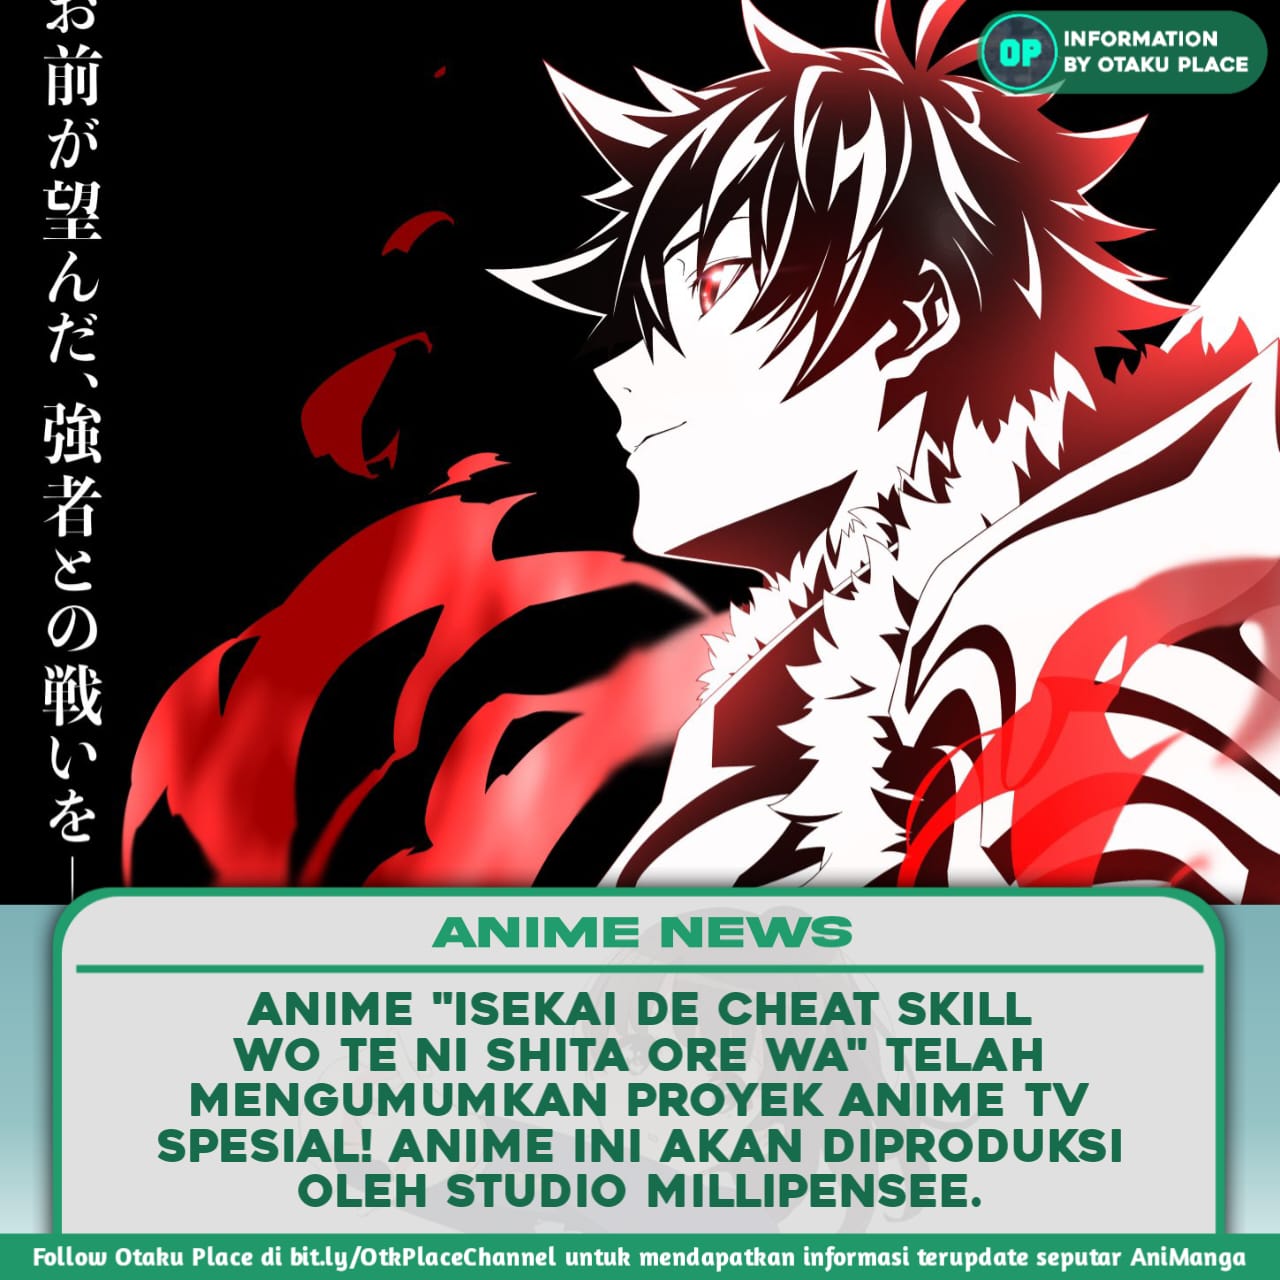 お前が望んだ、強者との戦いを—
OP
INFORMATION
BY OTAKU PLACE
ANIME NEWS
ANIME "ISEKAI DE CHEAT SKILL
WO TE NI SHITA ORE WA" TELAH
MENGUMUMKAN PROYEK ANIME TV
SPESIAL! ANIME INI AKAN DIPRODUKSI
OLEH STUDIO MILLIPENSEE.
Follow Otaku Place di bit.ly/OtkPlaceChannel untuk mendapatkan informasi terupdate seputar AniManga